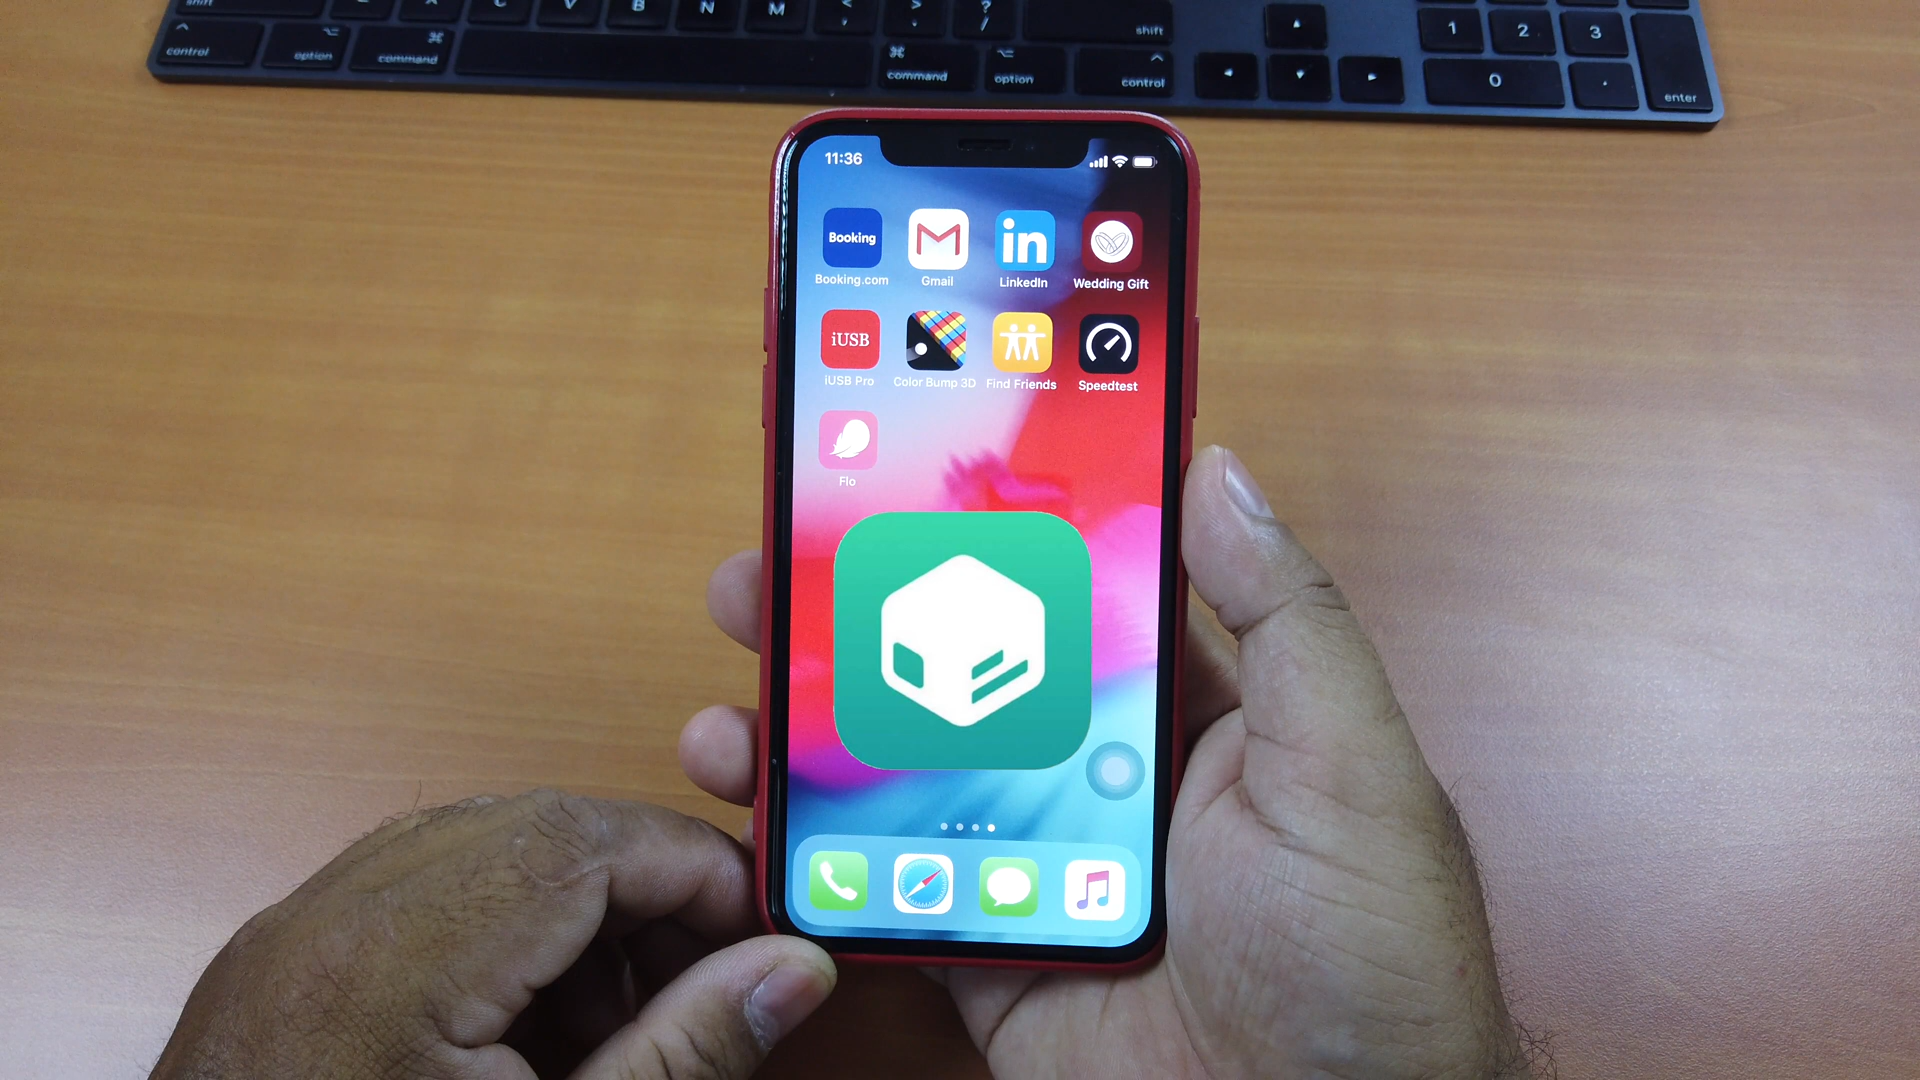 shift
Z X C V B N M < > ?
/
shift
1 2 3
control option command
command option control
0 .
enter
11:36
Booking
Booking.com Gmail in LinkedIn Wedding Gift
iUSB
iUSB Pro Color Bump 3D Find Friends Speedtest
Flo